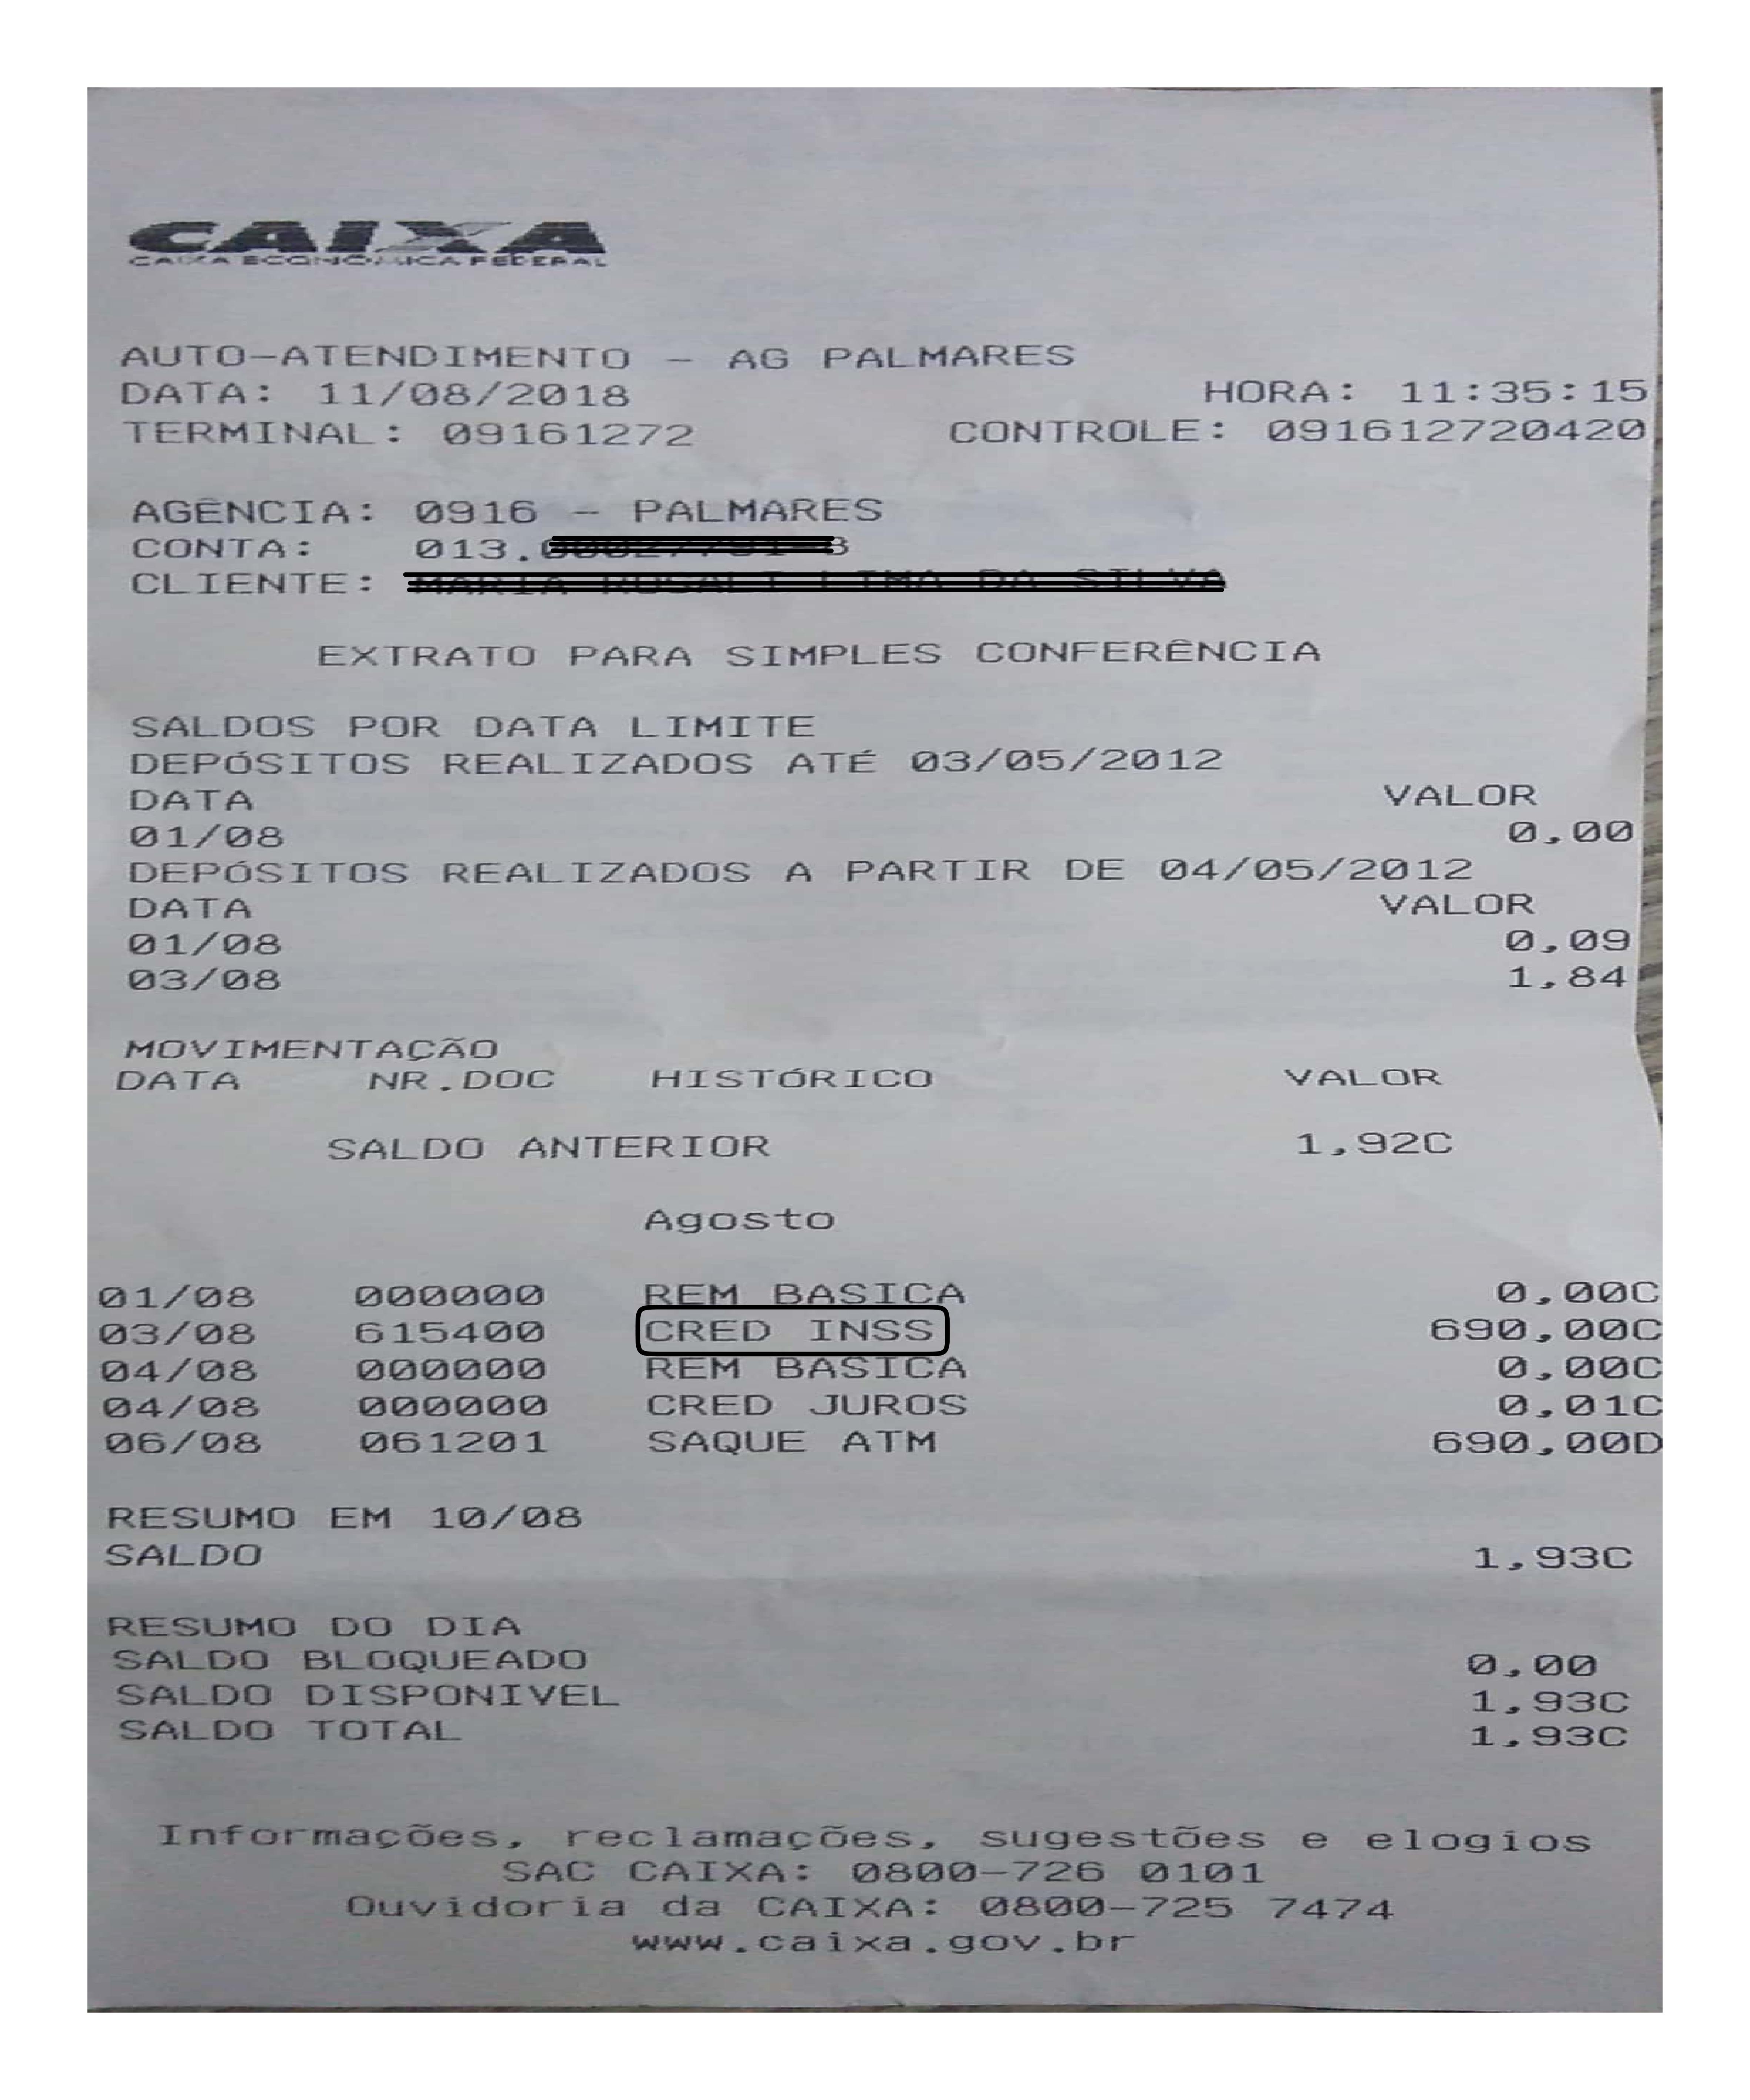 CAIXA
CAIXA ECONÔMICA FEDERAL
AUTO-ATENDIMENTO - AG PALMARES
DATA: 11/08/2018 HORA: 11:35:15
TERMINAL: 09161272 CONTROLE: 091612720420
AGÊNCIA: 0916 - PALMARES
CONTA: 013.
CLIENTE:
EXTRATO PARA SIMPLES CONFERÊNCIA
SALDOS POR DATA LIMITE
DEPÓSITOS REALIZADOS ATÉ 03/05/2012
DATA VALOR
01/08 0,00
DEPÓSITOS REALIZADOS A PARTIR DE 04/05/2012
DATA VALOR
01/08 0,09
03/08 1,84
MOVIMENTAÇÃO
DATA NR.DOC HISTÓRICO VALOR
SALDO ANTERIOR 1,92C
Agosto
01/08 000000 REM BASICA 0,00C
03/08 615400 CRED INSS 690,00C
04/08 000000 REM BASICA 0,00C
04/08 000000 CRED JUROS 0,01C
06/08 061201 SAQUE ATM 690,00D
RESUMO EM 10/08
SALDO 1,93C
RESUMO DO DIA
SALDO BLOQUEADO 0,00
SALDO DISPONIVEL 1,93C
SALDO TOTAL 1,93C
Informações, reclamações, sugestões e elogios
SAC CAIXA: 0800-726 0101
Ouvidoria da CAIXA: 0800-725 7474
www.caixa.gov.br